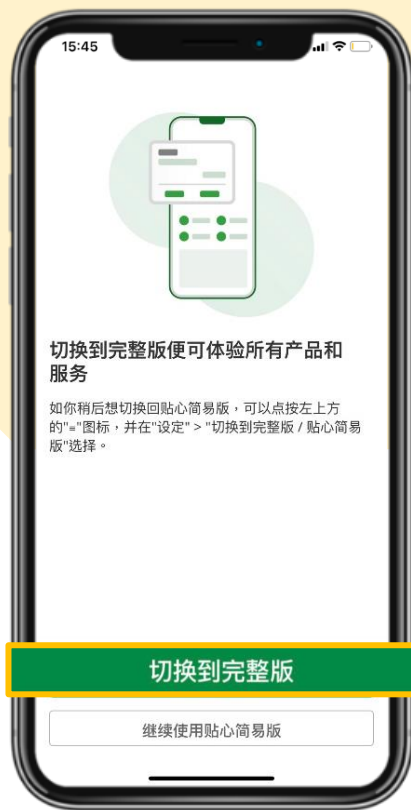 15:45
切换到完整版便可体验所有产品和
服务
如你稍后想切换回贴心简易版，可以点按左上方
的"≡"图标，并在"设定" > "切换到完整版 / 贴心简易
版"选择。
切换到完整版
继续使用贴心简易版